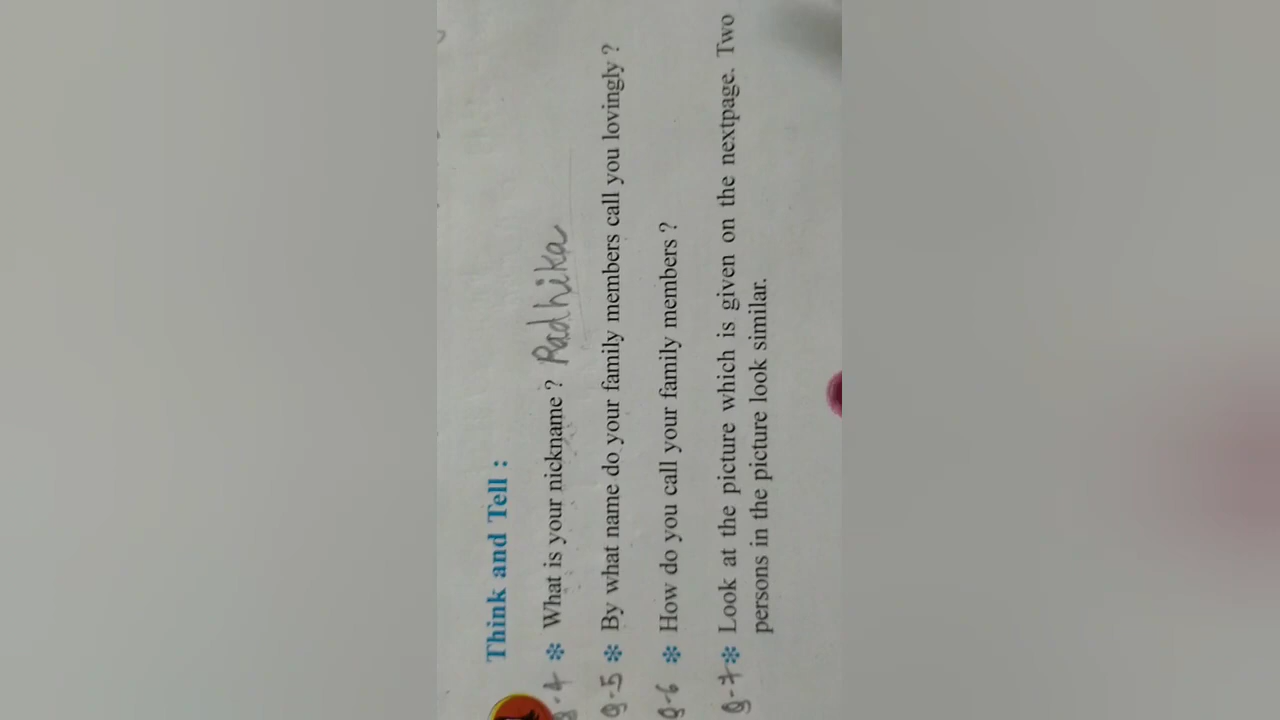 Think and Tell :
Q-4 * What is your nickname ? Radhika
Q-5 * By what name do your family members call you lovingly ?
Q-6 * How do you call your family members ?
Q-7 * Look at the picture which is given on the nextpage. Two
persons in the picture look similar.